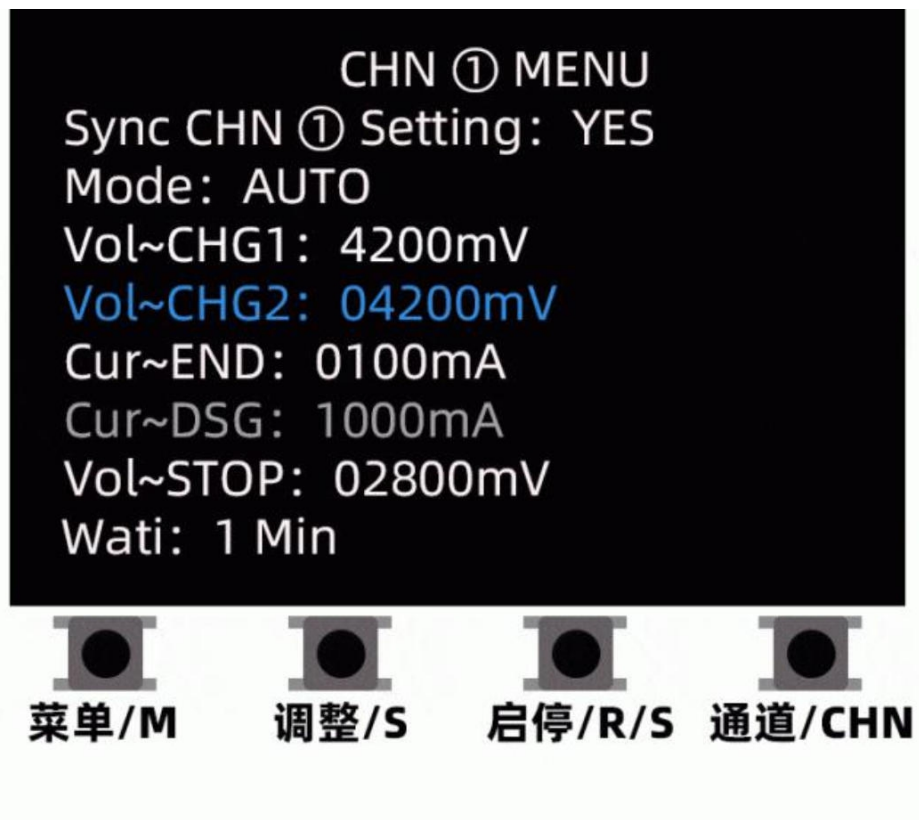 CHN ① MENU
Sync CHN ① Setting：YES
Mode：AUTO
Vol~CHG1：4200mV
Vol~CHG2：04200mV
Cur~END：0100mA
Cur~DSG：1000mA
Vol~STOP：02800mV
Wati：1 Min
菜单/M 调整/S 启停/R/S 通道/CHN